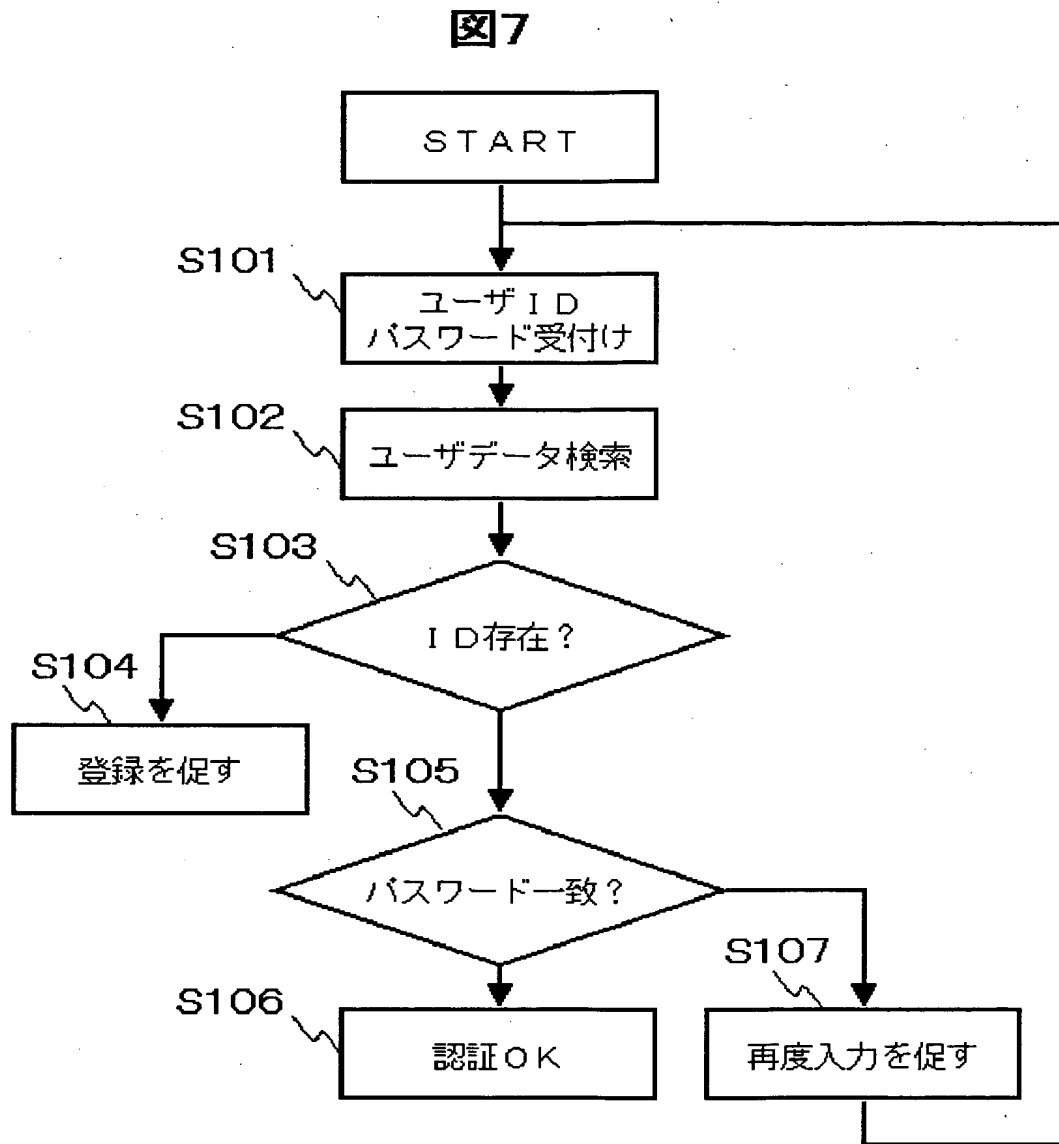 図7
START
S101
ユーザID
パスワード受付け
S102
ユーザデータ検索
S103
ID存在?
S104
登録を促す
S105
パスワード一致?
S106
認証OK
S107
再度入力を促す